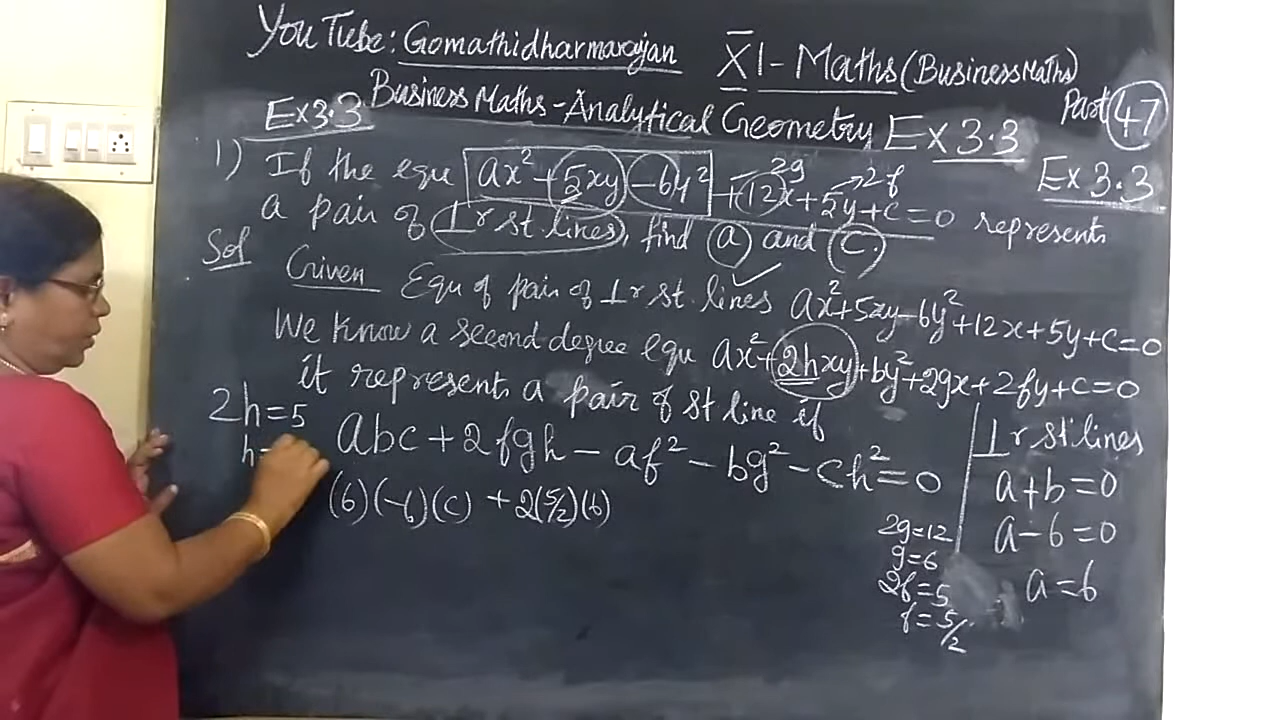 YouTube: Gomathidharmarajan XI - Maths (Business Maths)
Business Maths - Analytical Geometry Ex 3.3 Part 47
Ex 3.3 Ex 3.3
1) If the equ ax² + 5xy - 6y² + 12x + 5y + c = 0 represents
2g → 2f
a pair of ⊥r st. lines, find a and c.
Sol Given Equ of pair of ⊥r st. lines ax² + 5xy - 6y² + 12x + 5y + c = 0
We know a second degree equ ax² + 2hxy + by² + 2gx + 2fy + c = 0
it represent a pair of st line if
2h = 5
h =
abc + 2fgh - af² - bg² - ch² = 0
(6)(-6)(c) + 2(5/2)(6)
⊥r st. lines
a + b = 0
a - 6 = 0
a = 6
2g = 12
g = 6
2f = 5
f = 5/2